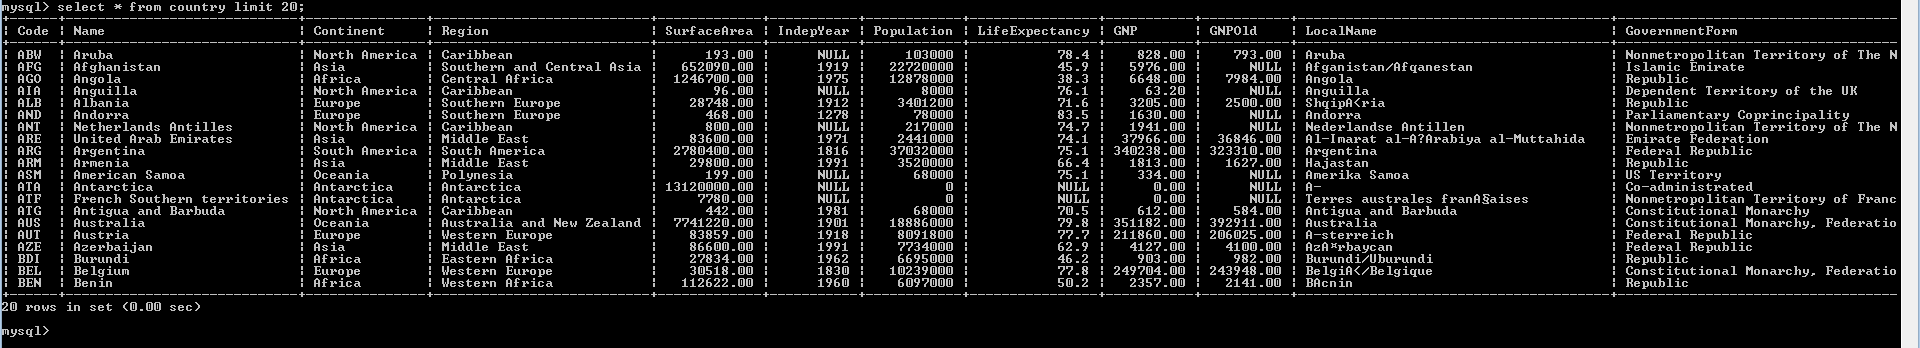 mysql> select * from country limit 20;
| Code | Name | Continent | Region | SurfaceArea | IndepYear | Population | LifeExpectancy | GNP | GNPOld | LocalName | GovernmentForm
| ABW | Aruba | North America | Caribbean | 193.00 | NULL | 103000 | 78.4 | 828.00 | 793.00 | Aruba | Nonmetropolitan Territory of The N
| AFG | Afghanistan | Asia | Southern and Central Asia | 652090.00 | 1919 | 22720000 | 45.9 | 5976.00 | NULL | Afganistan/Afqanestan | Islamic Emirate
| AGO | Angola | Africa | Central Africa | 1246700.00 | 1975 | 12878000 | 38.3 | 6648.00 | 7984.00 | Angola | Republic
| AIA | Anguilla | North America | Caribbean | 96.00 | NULL | 8000 | 76.1 | 63.20 | NULL | Anguilla | Dependent Territory of the UK
| ALB | Albania | Europe | Southern Europe | 28748.00 | 1912 | 3401200 | 71.6 | 3205.00 | 2500.00 | ShqipA<ria | Republic
| AND | Andorra | Europe | Southern Europe | 468.00 | 1278 | 78000 | 83.5 | 1630.00 | NULL | Andorra | Parliamentary Coprincipality
| ANT | Netherlands Antilles | North America | Caribbean | 800.00 | NULL | 217000 | 74.7 | 1941.00 | NULL | Nederlandse Antillen | Nonmetropolitan Territory of The N
| ARE | United Arab Emirates | Asia | Middle East | 83600.00 | 1971 | 2441000 | 74.1 | 37966.00 | 36846.00 | Al-Imarat al-A?Arabiya al-Muttahida | Emirate Federation
| ARG | Argentina | South America | South America | 2780400.00 | 1816 | 37032000 | 75.1 | 340238.00 | 323310.00 | Argentina | Federal Republic
| ARM | Armenia | Asia | Middle East | 29800.00 | 1991 | 3520000 | 66.4 | 1813.00 | 1627.00 | Hajastan | Republic
| ASM | American Samoa | Oceania | Polynesia | 199.00 | NULL | 68000 | 75.1 | 334.00 | NULL | Amerika Samoa | US Territory
| ATA | Antarctica | Antarctica | Antarctica | 13120000.00 | NULL | 0 | NULL | 0.00 | NULL | A- | Co-administrated
| ATF | French Southern territories | Antarctica | Antarctica | 7780.00 | NULL | 0 | NULL | 0.00 | NULL | Terres australes franA§aises | Nonmetropolitan Territory of Franc
| ATG | Antigua and Barbuda | North America | Caribbean | 442.00 | 1981 | 68000 | 70.5 | 612.00 | 584.00 | Antigua and Barbuda | Constitutional Monarchy
| AUS | Australia | Oceania | Australia and New Zealand | 7741220.00 | 1901 | 18886000 | 79.8 | 351182.00 | 392911.00 | Australia | Constitutional Monarchy, Federatio
| AUT | Austria | Europe | Western Europe | 83859.00 | 1918 | 8091800 | 77.7 | 211860.00 | 206025.00 | A-sterreich | Federal Republic
| AZE | Azerbaijan | Asia | Middle East | 86600.00 | 1991 | 7734000 | 62.9 | 4127.00 | 4100.00 | AzA*rbaycan | Federal Republic
| BDI | Burundi | Africa | Eastern Africa | 27834.00 | 1962 | 6695000 | 46.2 | 903.00 | 982.00 | Burundi/Uburundi | Republic
| BEL | Belgium | Europe | Western Europe | 30518.00 | 1830 | 10239000 | 77.8 | 249704.00 | 243948.00 | BelgiA</Belgique | Constitutional Monarchy, Federatio
| BEN | Benin | Africa | Western Africa | 112622.00 | 1960 | 6097000 | 50.2 | 2357.00 | 2141.00 | BAcnin | Republic
20 rows in set (0.00 sec)
mysql>